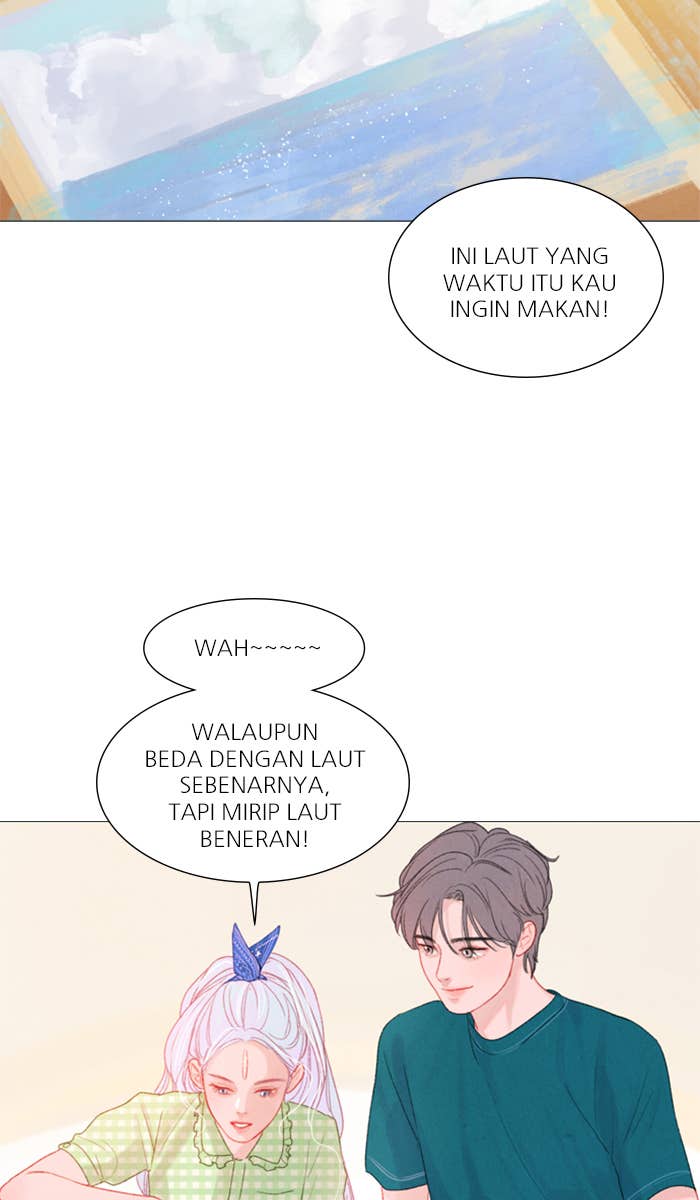 INI LAUT YANG
WAKTU ITU KAU
INGIN MAKAN!
WAH~~~~~
WALAUPUN
BEDA DENGAN LAUT
SEBENARNYA,
TAPI MIRIP LAUT
BENERAN!